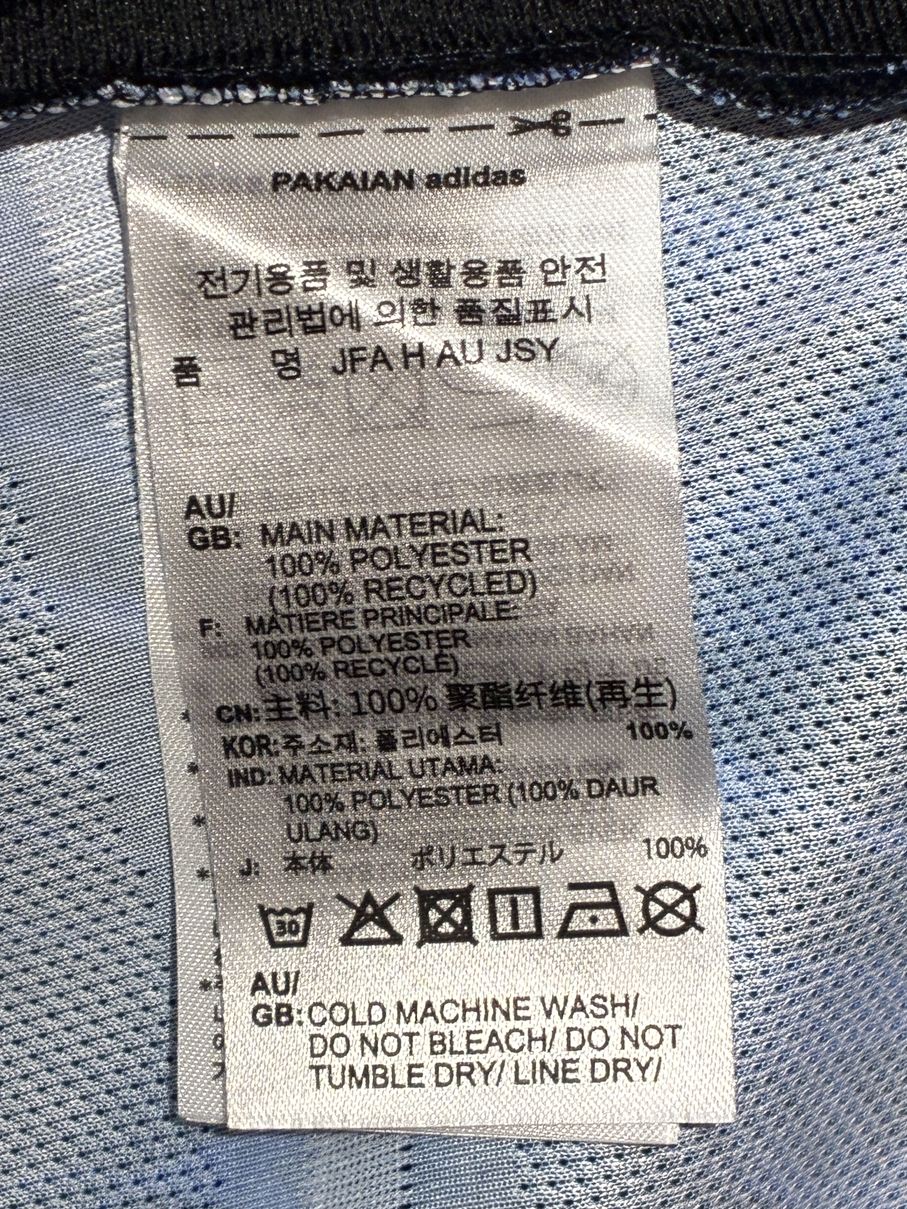 PAKAIAN adidas
전기용품 및 생활용품 안전
관리법에 의한 품질표시
품 명 JFA H AU JSY
AU/
GB: MAIN MATERIAL:
100% POLYESTER
(100% RECYCLED)
F: MATIERE PRINCIPALE:
100% POLYESTER
(100% RECYCLE)
CN: 主料: 100% 聚酯纤维(再生)
KOR: 주소재: 폴리에스터 100%
IND: MATERIAL UTAMA:
100% POLYESTER (100% DAUR
ULANG)
J: 本体 ポリエステル 100%
30
AU/
GB: COLD MACHINE WASH/
DO NOT BLEACH/ DO NOT
TUMBLE DRY/ LINE DRY/